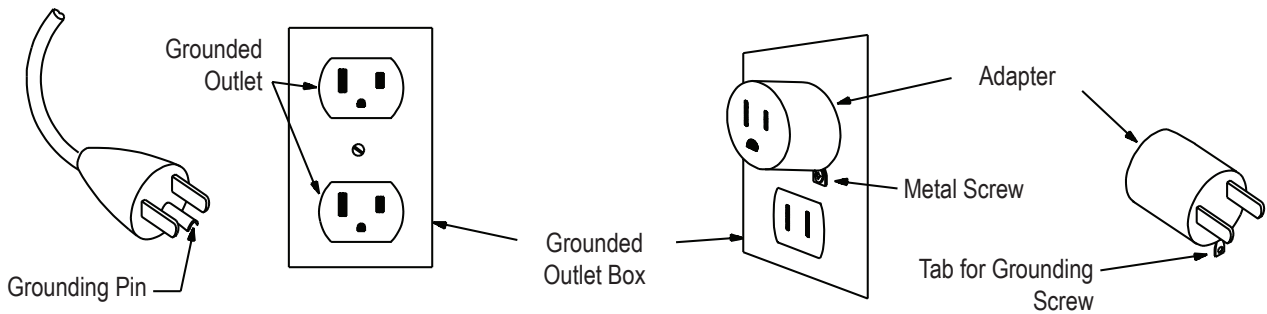 Grounded
Outlet
Grounding Pin
Grounded
Outlet Box
Adapter
Metal Screw
Tab for Grounding
Screw